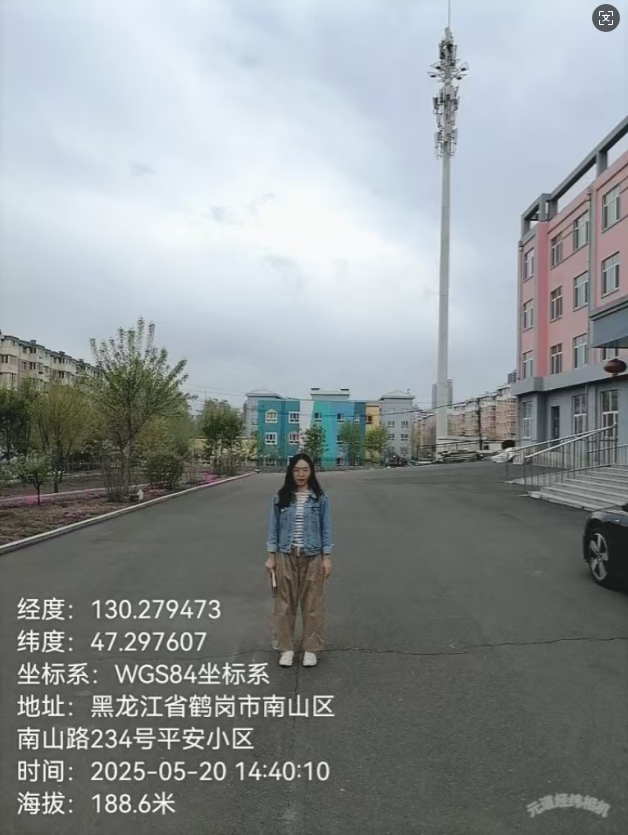 经度：130.279473
纬度：47.297607
坐标系：WGS84坐标系
地址：黑龙江省鹤岗市南山区
南山路234号平安小区
时间：2025-05-20 14:40:10
海拔：188.6米
元道经纬相机